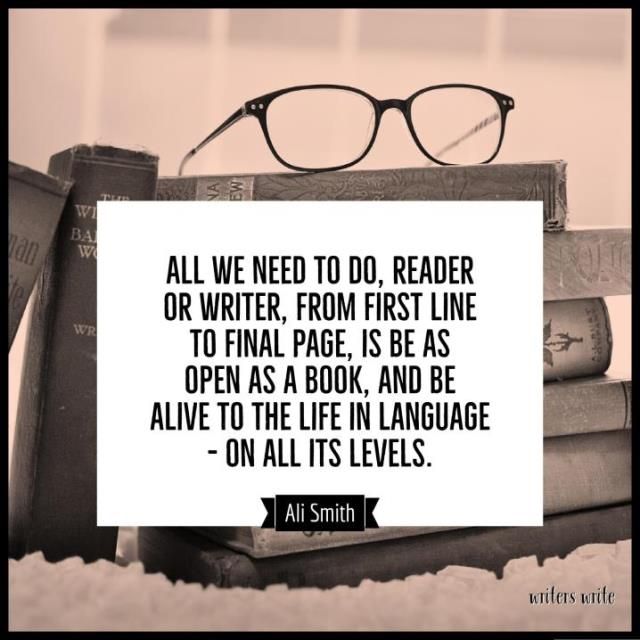 ALL WE NEED TO DO, READER
OR WRITER, FROM FIRST LINE
TO FINAL PAGE, IS BE AS
OPEN AS A BOOK, AND BE
ALIVE TO THE LIFE IN LANGUAGE
- ON ALL ITS LEVELS.
Ali Smith
writers write